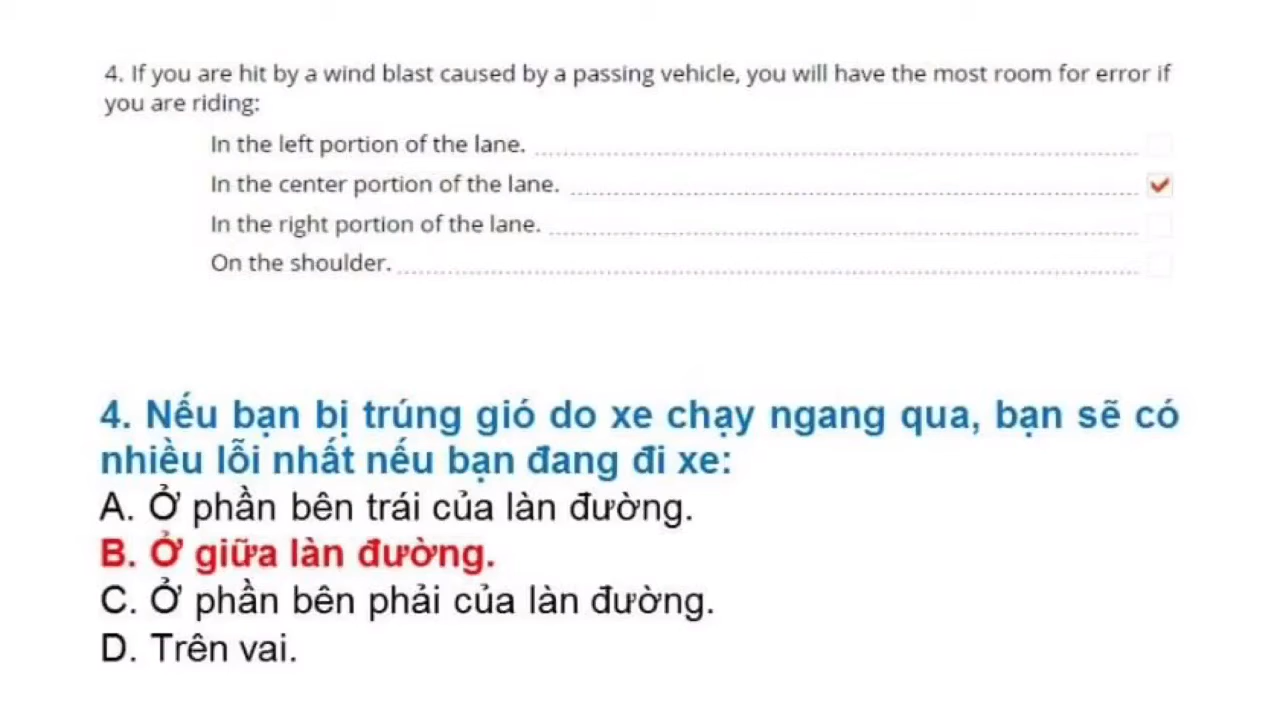 4. If you are hit by a wind blast caused by a passing vehicle, you will have the most room for error if
you are riding:
In the left portion of the lane.
In the center portion of the lane.
In the right portion of the lane.
On the shoulder.
4. Nếu bạn bị trúng gió do xe chạy ngang qua, bạn sẽ có
nhiều lỗi nhất nếu bạn đang đi xe:
A. Ở phần bên trái của làn đường.
B. Ở giữa làn đường.
C. Ở phần bên phải của làn đường.
D. Trên vai.